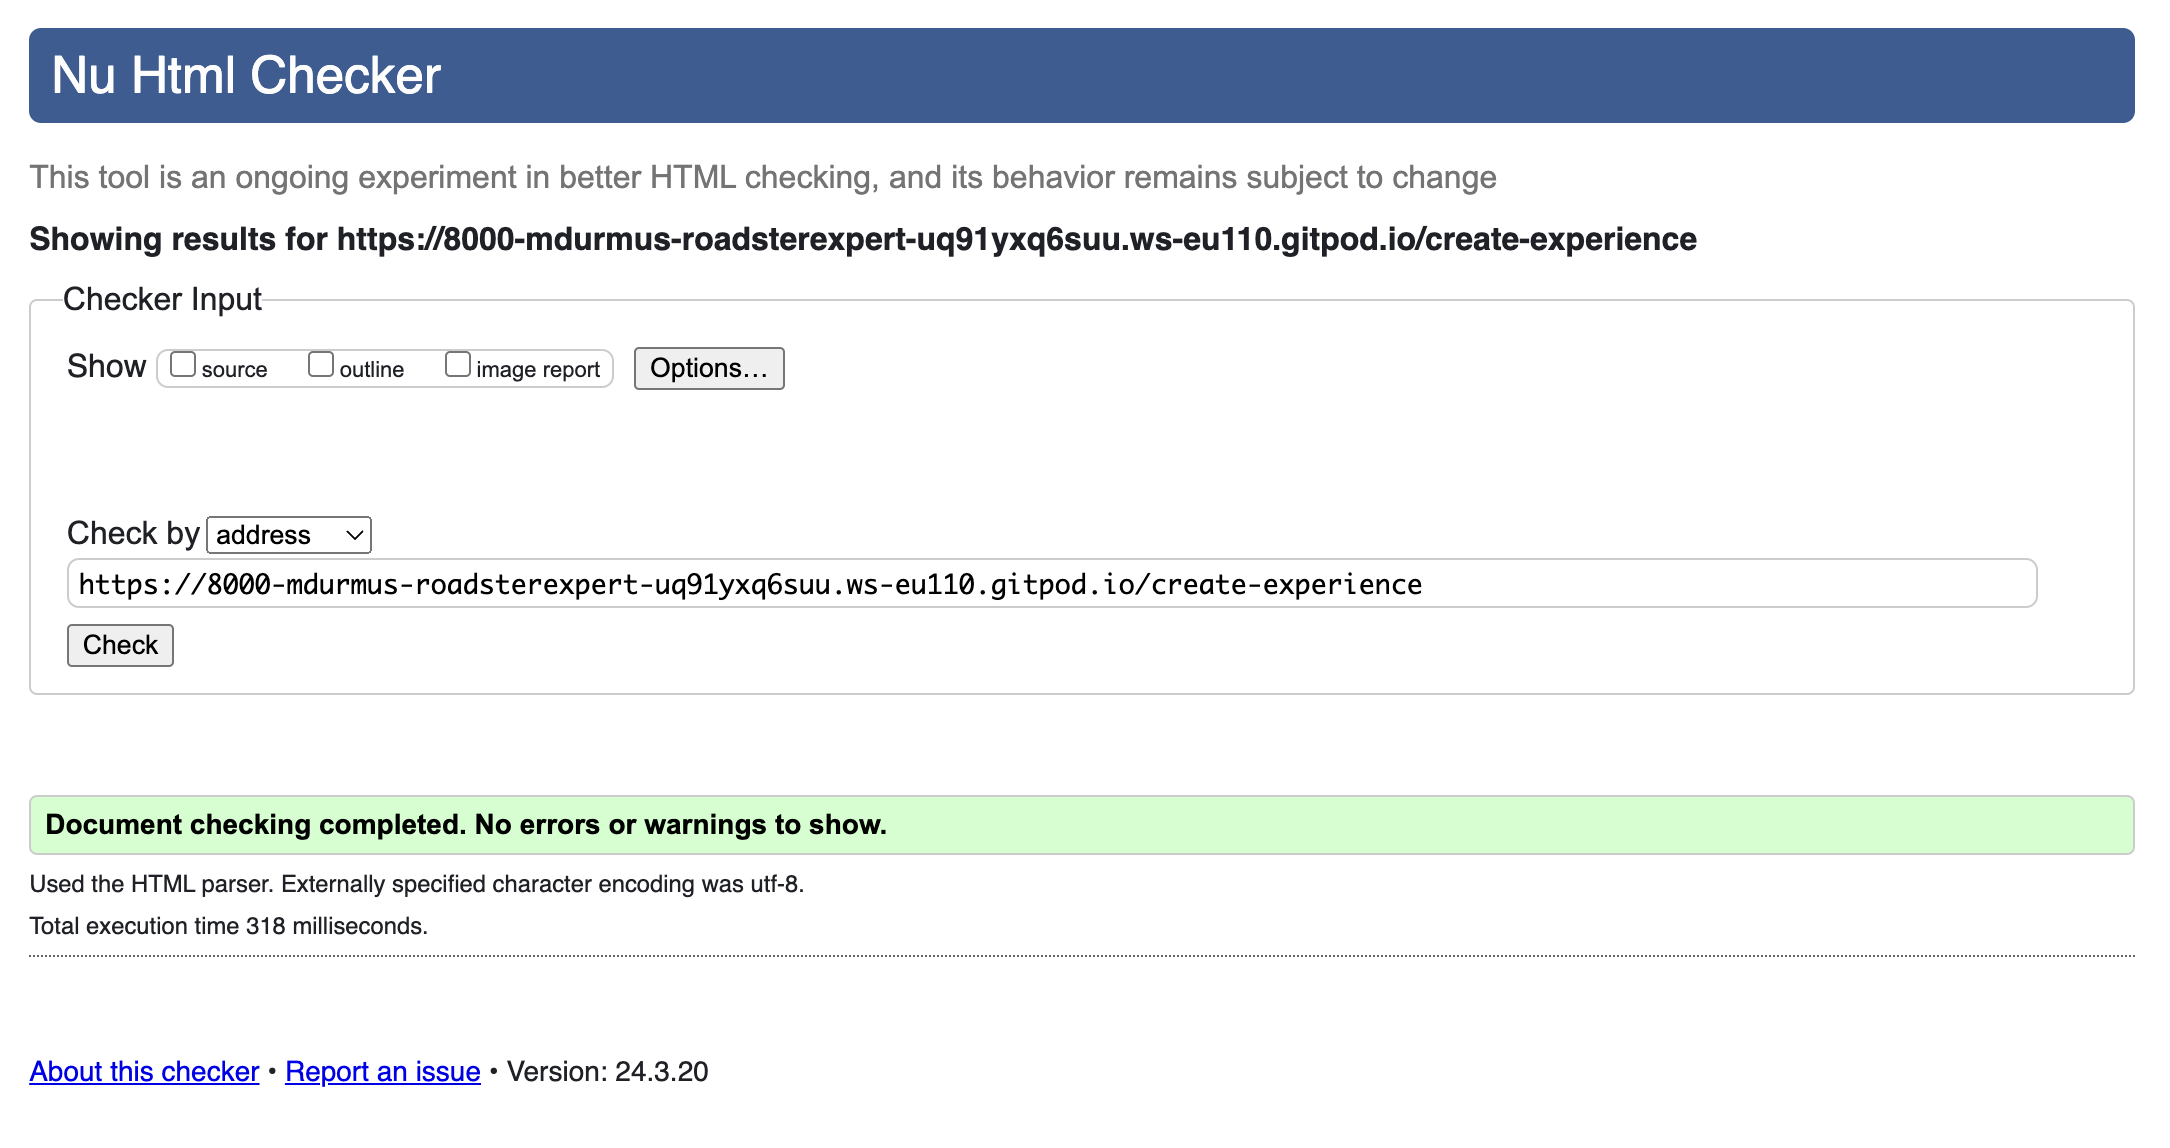 Nu Html Checker
This tool is an ongoing experiment in better HTML checking, and its behavior remains subject to change
Showing results for https://8000-mdurmus-roadsterexpert-uq91yxq6suu.ws-eu110.gitpod.io/create-experience
Checker Input
Show source outline image report Options…
Check by address
https://8000-mdurmus-roadsterexpert-uq91yxq6suu.ws-eu110.gitpod.io/create-experience
Check
Document checking completed. No errors or warnings to show.
Used the HTML parser. Externally specified character encoding was utf-8.
Total execution time 318 milliseconds.
About this checker • Report an issue • Version: 24.3.20